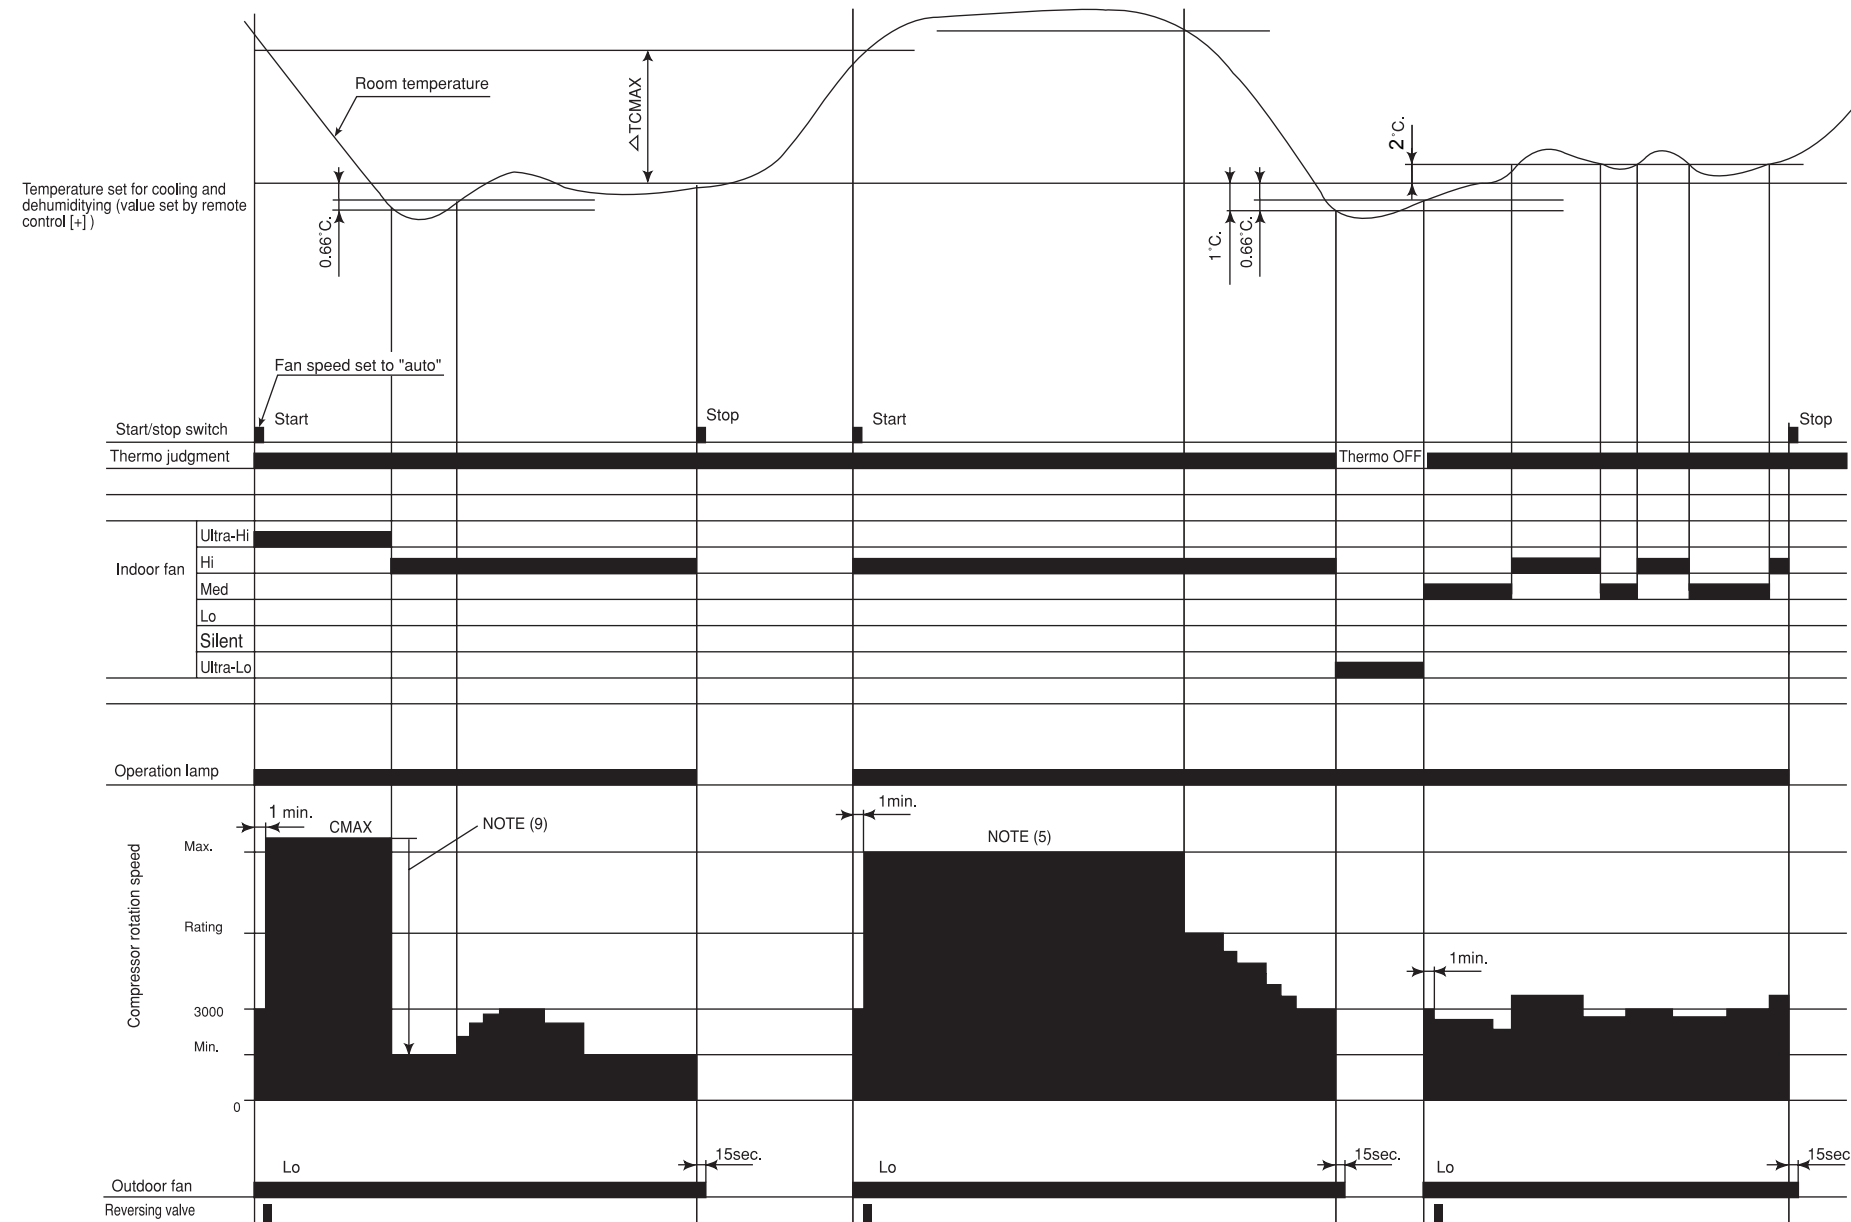 Room temperature
△TCMAX
2°C.
Temperature set for cooling and
dehumiditying (value set by remote
control [+] )
0.66°C.
1°C.
0.66°C.
Fan speed set to "auto"
Start/stop switch
Start
Stop
Start
Stop
Thermo judgment
Thermo OFF
Indoor fan
Ultra-Hi
Hi
Med
Lo
Silent
Ultra-Lo
Operation lamp
1 min.
CMAX
NOTE (9)
1min.
NOTE (5)
1min.
Compressor rotation speed
Max.
Rating
3000
Min.
0
Lo
15sec.
Lo
15sec.
Lo
15sec
Outdoor fan
Reversing valve